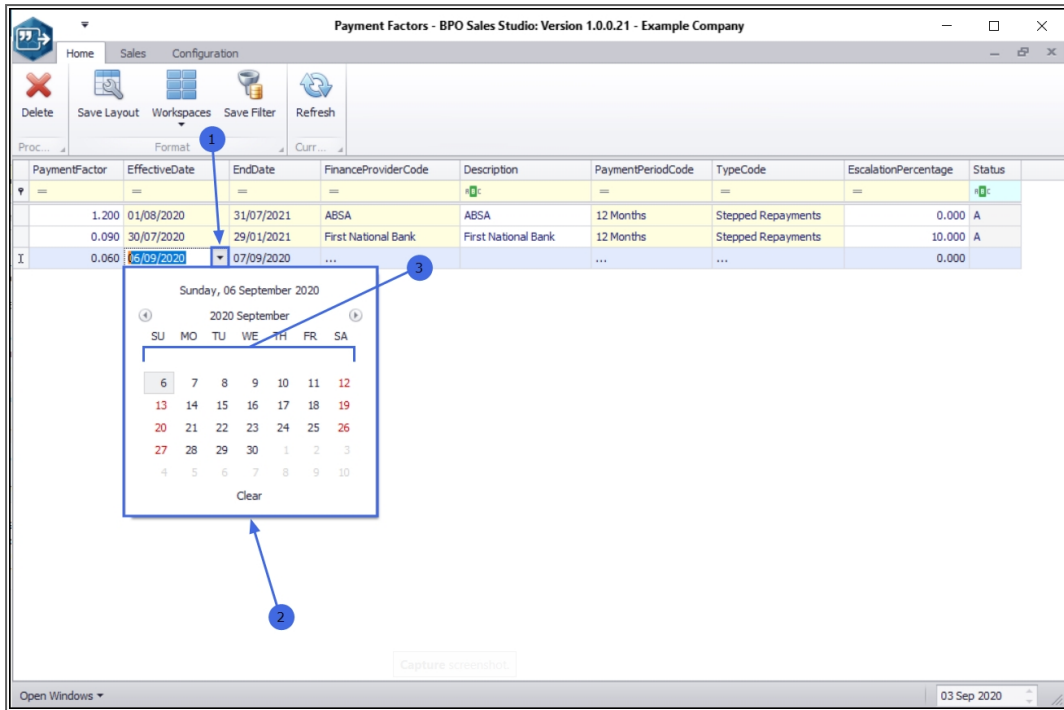 Payment Factors - BPO Sales Studio: Version 1.0.0.21 - Example Company
Home Sales Configuration
Delete Save Layout Workspaces Save Filter Refresh
Proc... Format Curr...
1
PaymentFactor EffectiveDate EndDate FinanceProviderCode Description PaymentPeriodCode TypeCode EscalationPercentage Status
= = = = ABC = = = ABC
1.200 01/08/2020 31/07/2021 ABSA ABSA 12 Months Stepped Repayments 0.000 A
0.090 30/07/2020 29/01/2021 First National Bank First National Bank 12 Months Stepped Repayments 10.000 A
0.060 06/09/2020 07/09/2020 ... ... ... 0.000
3
Sunday, 06 September 2020
2020 September
SU MO TU WE TH FR SA
6 7 8 9 10 11 12
13 14 15 16 17 18 19
20 21 22 23 24 25 26
27 28 29 30 1 2 3
4 5 6 7 8 9 10
Clear
2
Capture screenshot
Open Windows 03 Sep 2020